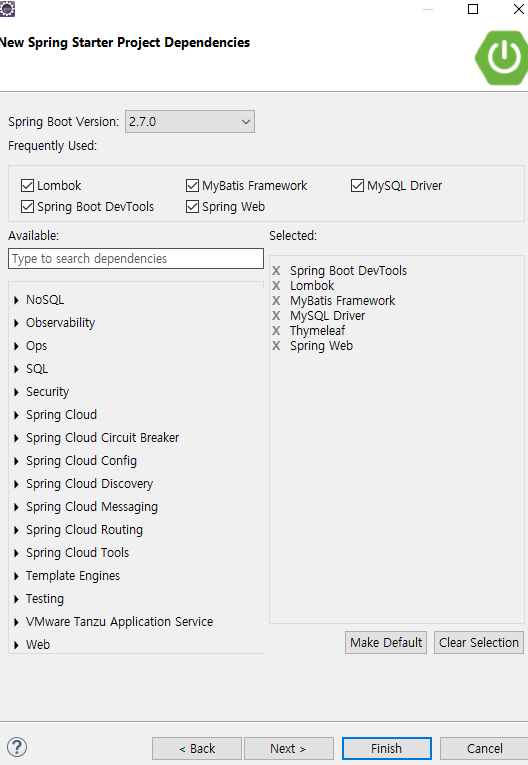 New Spring Starter Project Dependencies
Spring Boot Version: 2.7.0
Frequently Used:
Lombok MyBatis Framework MySQL Driver
Spring Boot DevTools Spring Web
Available:
Type to search dependencies
NoSQL
Observability
Ops
SQL
Security
Spring Cloud
Spring Cloud Circuit Breaker
Spring Cloud Config
Spring Cloud Discovery
Spring Cloud Messaging
Spring Cloud Routing
Spring Cloud Tools
Template Engines
Testing
VMware Tanzu Application Service
Web
Selected:
X Spring Boot DevTools
X Lombok
X MyBatis Framework
X MySQL Driver
X Thymeleaf
X Spring Web
Make Default Clear Selection
? < Back Next > Finish Cancel